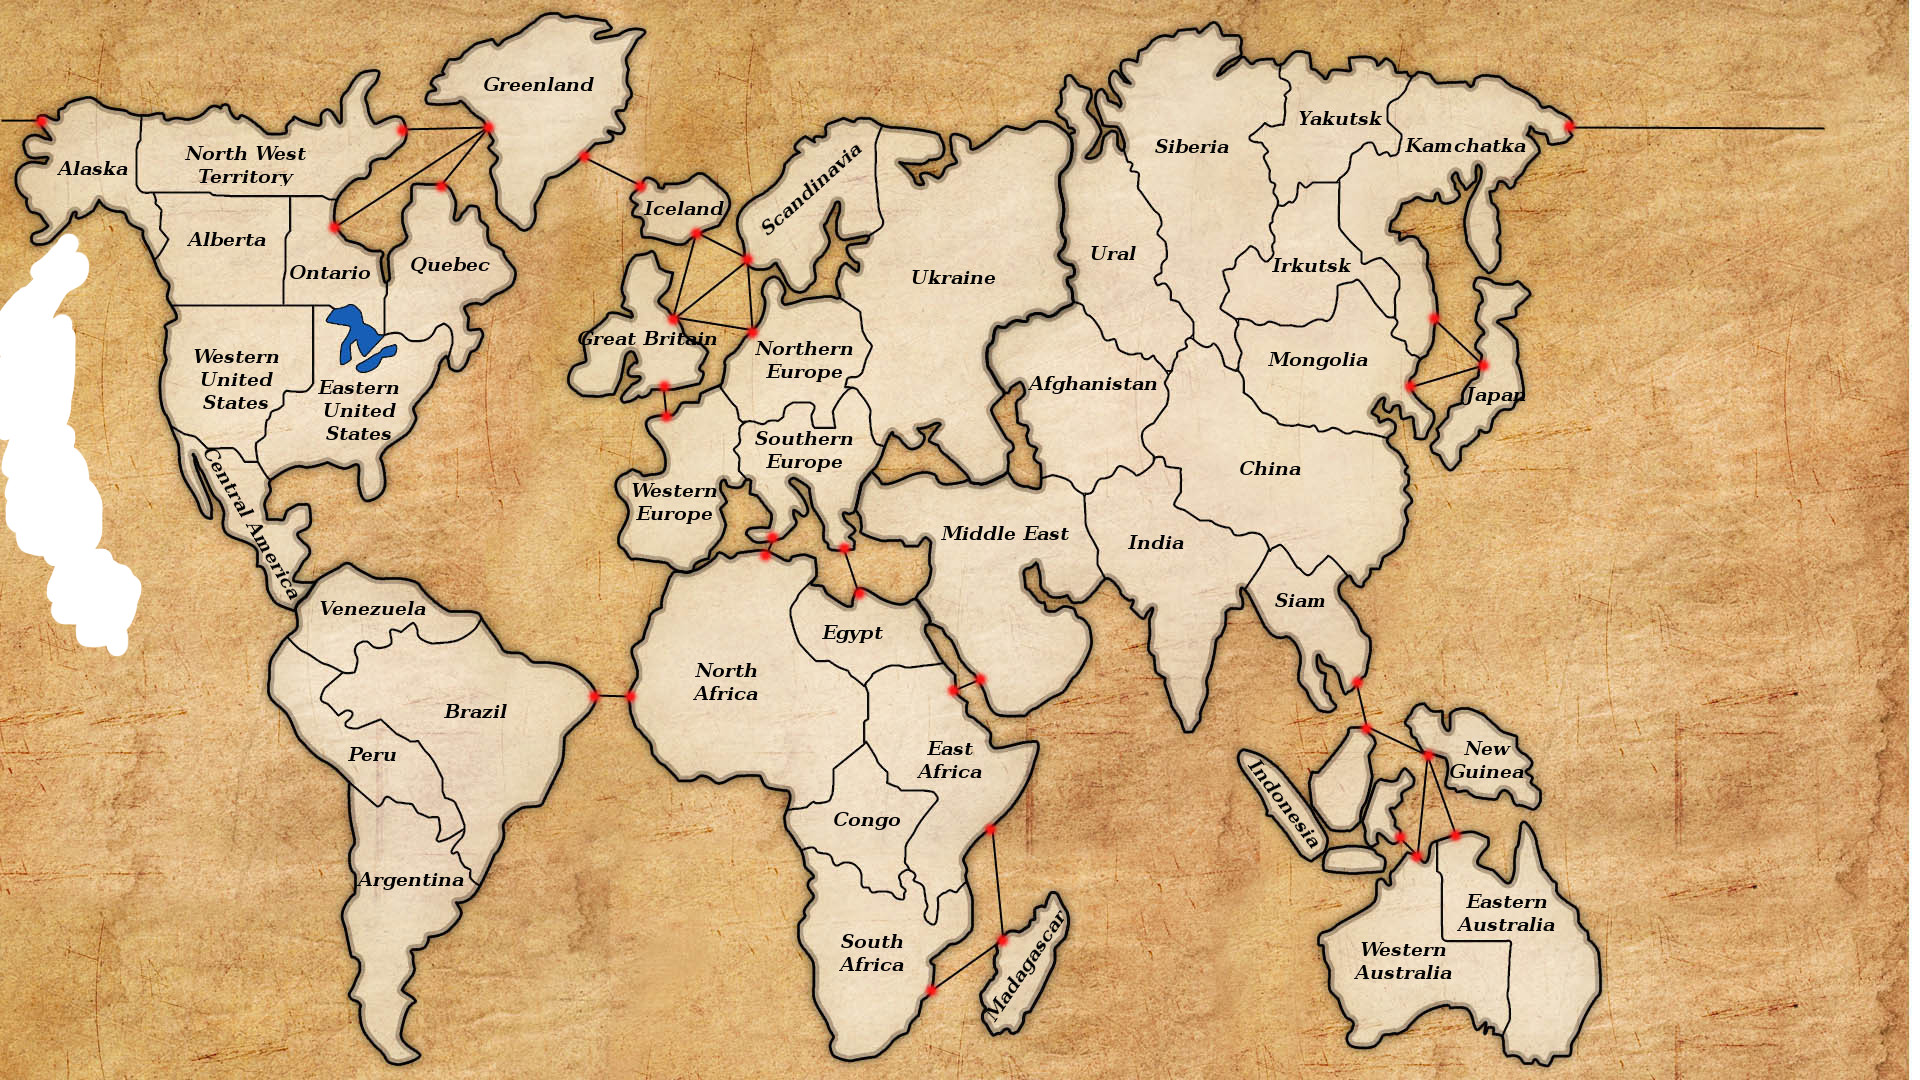 Greenland
Alaska
North West
Territory
Alberta
Ontario
Quebec
Western
United
States
Eastern
United
States
Central America
Venezuela
Brazil
Peru
Argentina
Iceland
Scandinavia
Great Britain
Northern
Europe
Southern
Europe
Western
Europe
Ukraine
North
Africa
Egypt
East
Africa
Congo
South
Africa
Madagascar
Siberia
Yakutsk
Kamchatka
Ural
Irkutsk
Mongolia
Japan
Afghanistan
China
Middle East
India
Siam
Indonesia
New
Guinea
Western
Australia
Eastern
Australia